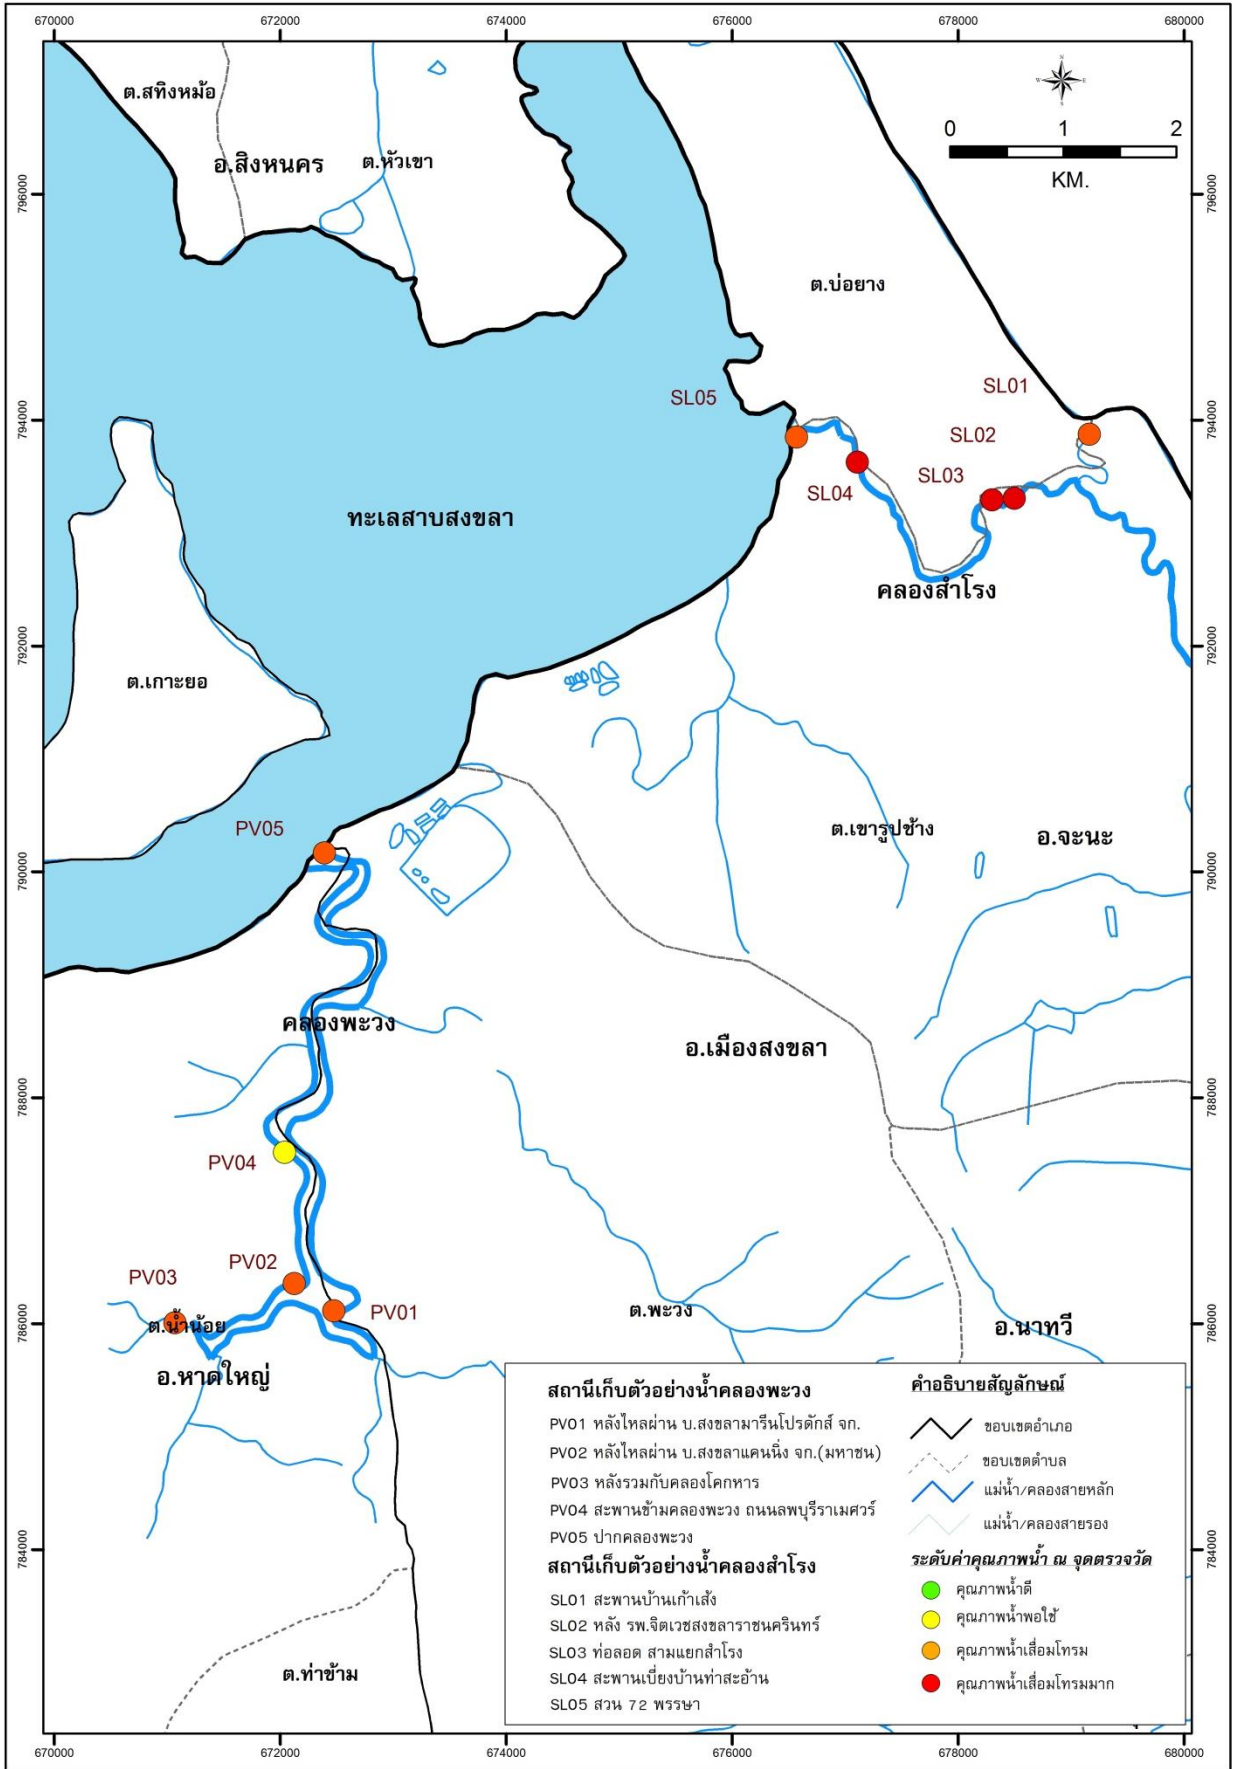 670000 672000 674000 676000 678000 680000
796000 796000
794000 794000
792000 792000
790000 790000
788000 788000
786000 786000
784000 784000
N
W E
S
0 1 2
KM.
ต.สทิงหม้อ
อ.สิงหนคร
ต.หัวเขา
ต.บ่อยาง
SL01
SL05
SL02
SL03
SL04
ทะเลสาบสงขลา
คลองสำโรง
ต.เกาะยอ
PV05
ต.เขารูปช้าง
อ.จะนะ
คลองพะวง
อ.เมืองสงขลา
PV04
PV02
PV03
PV01
ต.น้ำน้อย
ต.พะวง
อ.นาทวี
อ.หาดใหญ่
ต.ท่าข้าม
สถานีเก็บตัวอย่างน้ำคลองพะวง
PV01 หลังไหลผ่าน บ.สงขลามารีนโปรดักส์ จก.
PV02 หลังไหลผ่าน บ.สงขลาแคนนิ่ง จก.(มหาชน)
PV03 หลังรวมกับคลองโคกหาร
PV04 สะพานข้ามคลองพะวง ถนนลพบุรีราเมศวร์
PV05 ปากคลองพะวง
สถานีเก็บตัวอย่างน้ำคลองสำโรง
SL01 สะพานบ้านเก้าเส้ง
SL02 หลัง รพ.จิตเวชสงขลาราชนครินทร์
SL03 ท่อลอด สามแยกสำโรง
SL04 สะพานเบี่ยงบ้านท่าสะอ้าน
SL05 สวน 72 พรรษา
คำอธิบายสัญลักษณ์
ขอบเขตอำเภอ
ขอบเขตตำบล
แม่น้ำ/คลองสายหลัก
แม่น้ำ/คลองสายรอง
ระดับค่าคุณภาพน้ำ ณ จุดตรวจวัด
คุณภาพน้ำดี
คุณภาพน้ำพอใช้
คุณภาพน้ำเสื่อมโทรม
คุณภาพน้ำเสื่อมโทรมมาก
670000 672000 674000 676000 678000 680000